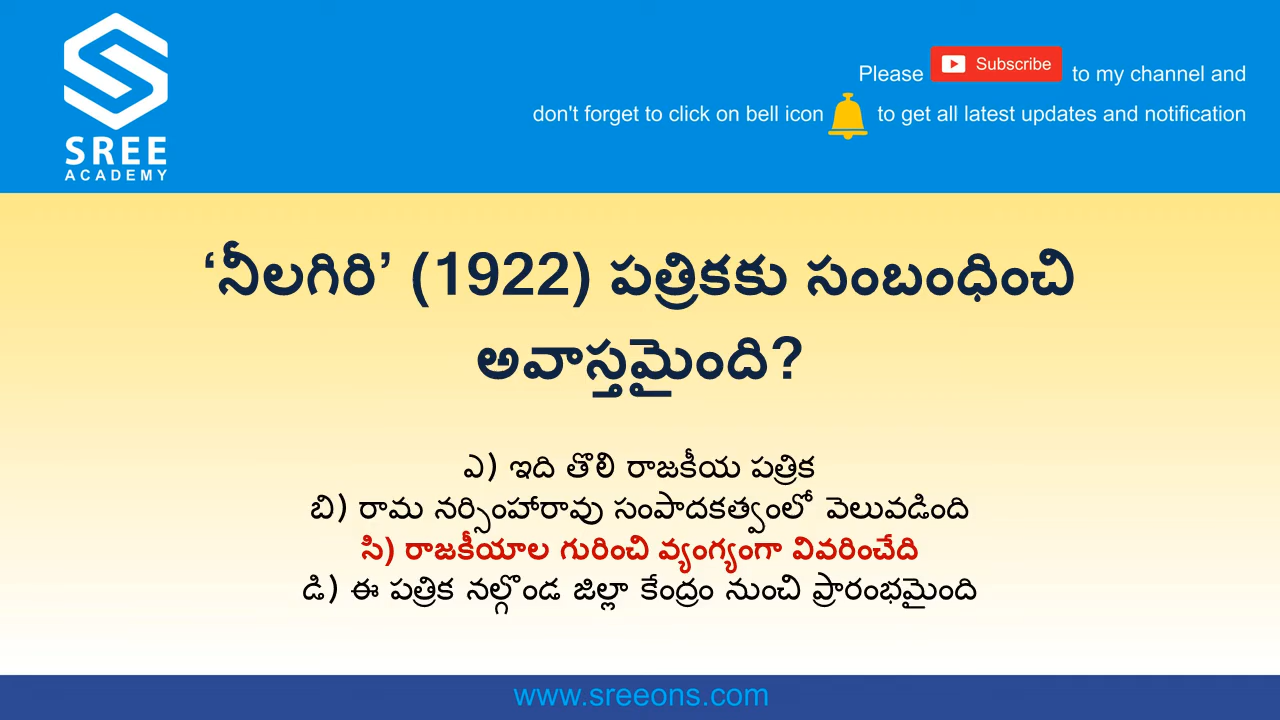 SREE
ACADEMY
Please Subscribe to my channel and
don't forget to click on bell icon to get all latest updates and notification
‘నీలగిరి’ (1922) పత్రికకు సంబంధించి
అవాస్తమైంది?
ఎ) ఇది తొలి రాజకీయ పత్రిక
బి) రామ నర్సింహారావు సంపాదకత్వంలో వెలువడింది
సి) రాజకీయాల గురించి వ్యంగ్యంగా వివరించేది
డి) ఈ పత్రిక నల్గొండ జిల్లా కేంద్రం నుంచి ప్రారంభమైంది
www.sreeons.com